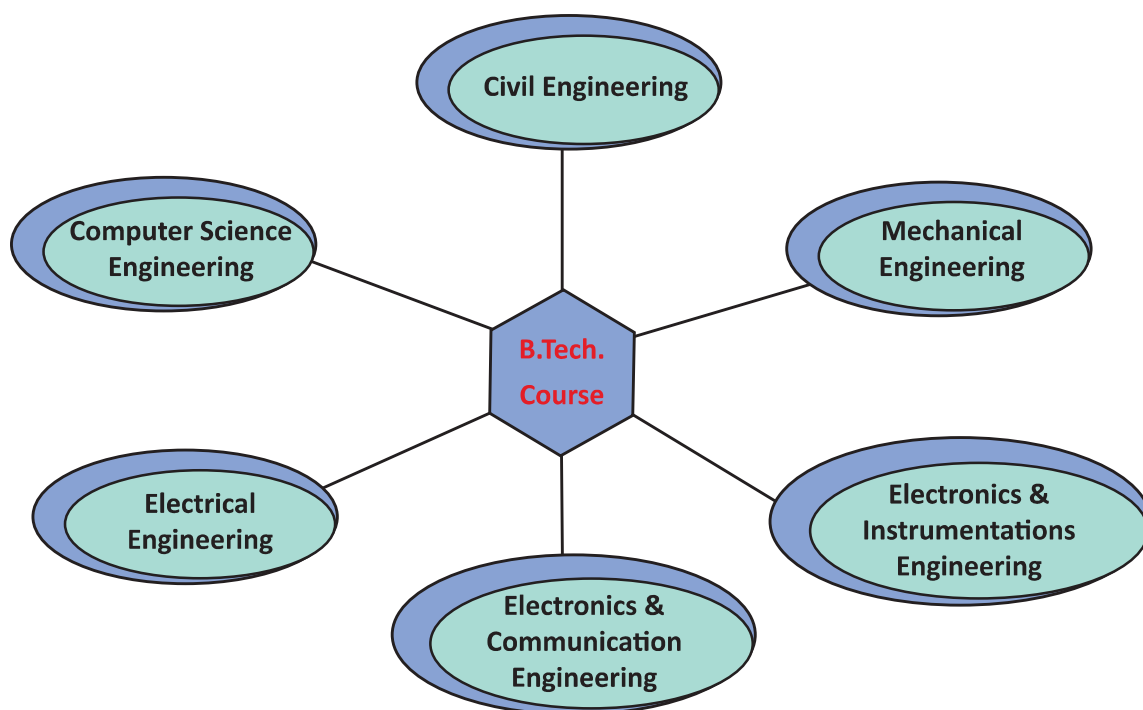 Civil Engineering
Computer Science
Engineering
Mechanical
Engineering
B.Tech.
Course
Electrical
Engineering
Electronics &
Instrumentations
Engineering
Electronics &
Communication
Engineering